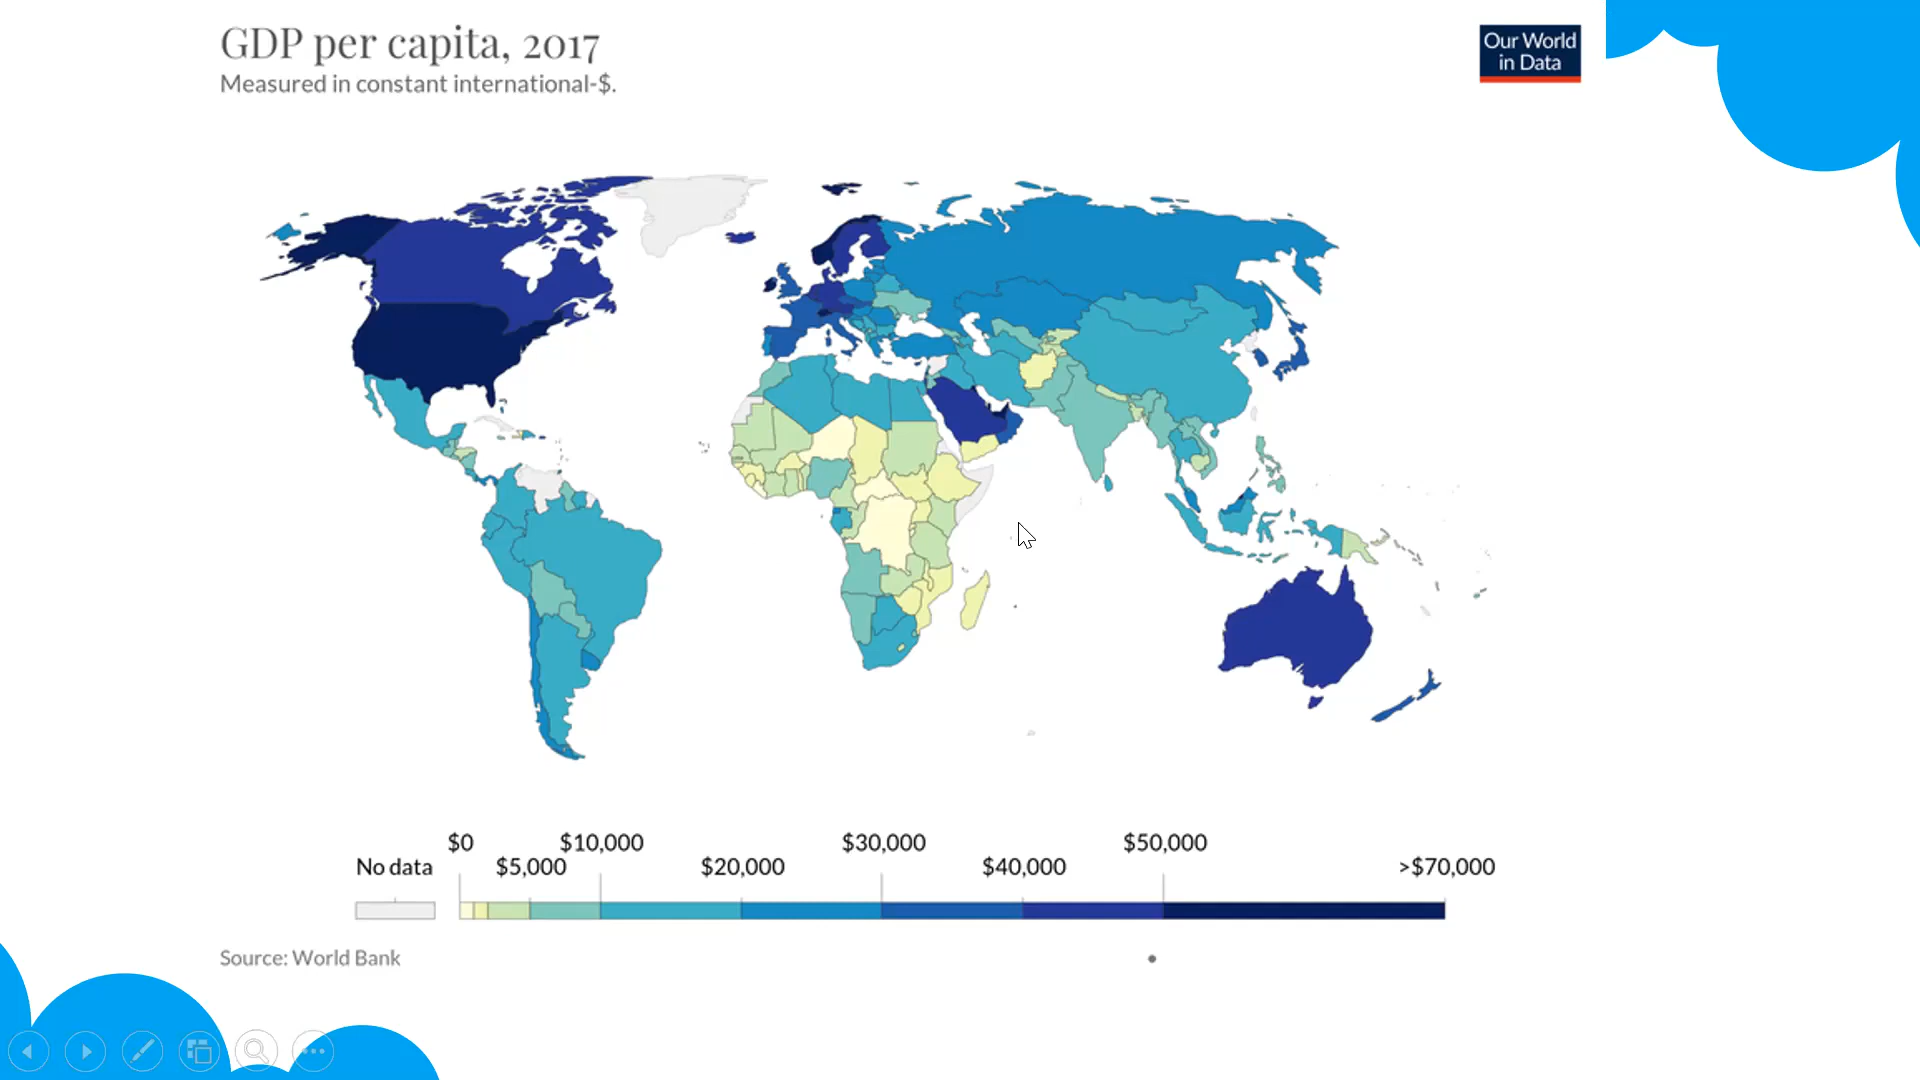 GDP per capita, 2017
Measured in constant international-$.
Our World
in Data
No data
$0
$5,000
$10,000
$20,000
$30,000
$40,000
$50,000
>$70,000
Source: World Bank